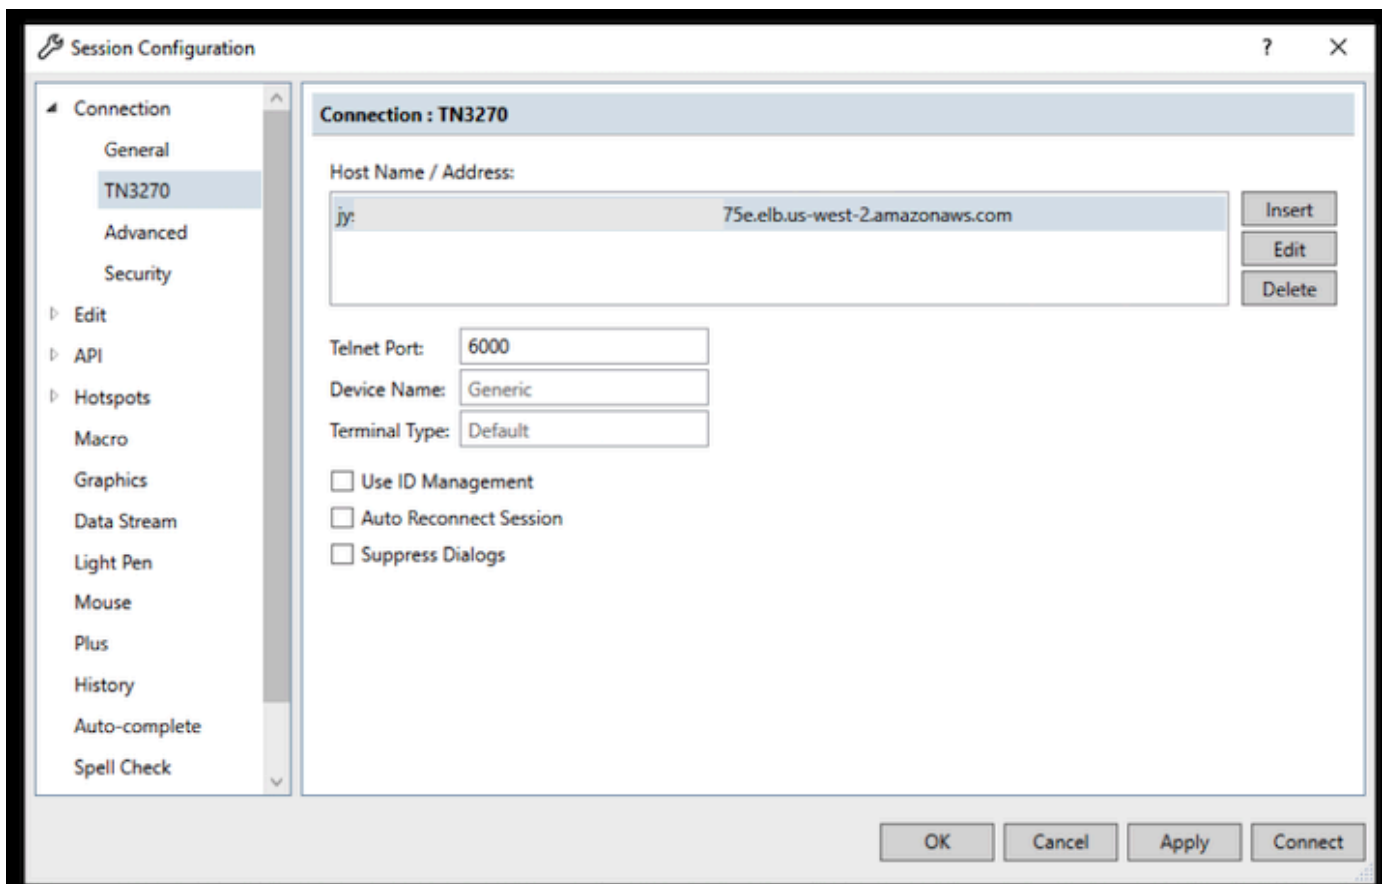 Session Configuration
?
Connection
General
TN3270
Advanced
Security
Edit
API
Hotspots
Macro
Graphics
Data Stream
Light Pen
Mouse
Plus
History
Auto-complete
Spell Check
Connection : TN3270
Host Name / Address:
75e.elb.us-west-2.amazonaws.com
Insert
Edit
Delete
Telnet Port: 6000
Device Name: Generic
Terminal Type: Default
Use ID Management
Auto Reconnect Session
Suppress Dialogs
OK Cancel Apply Connect